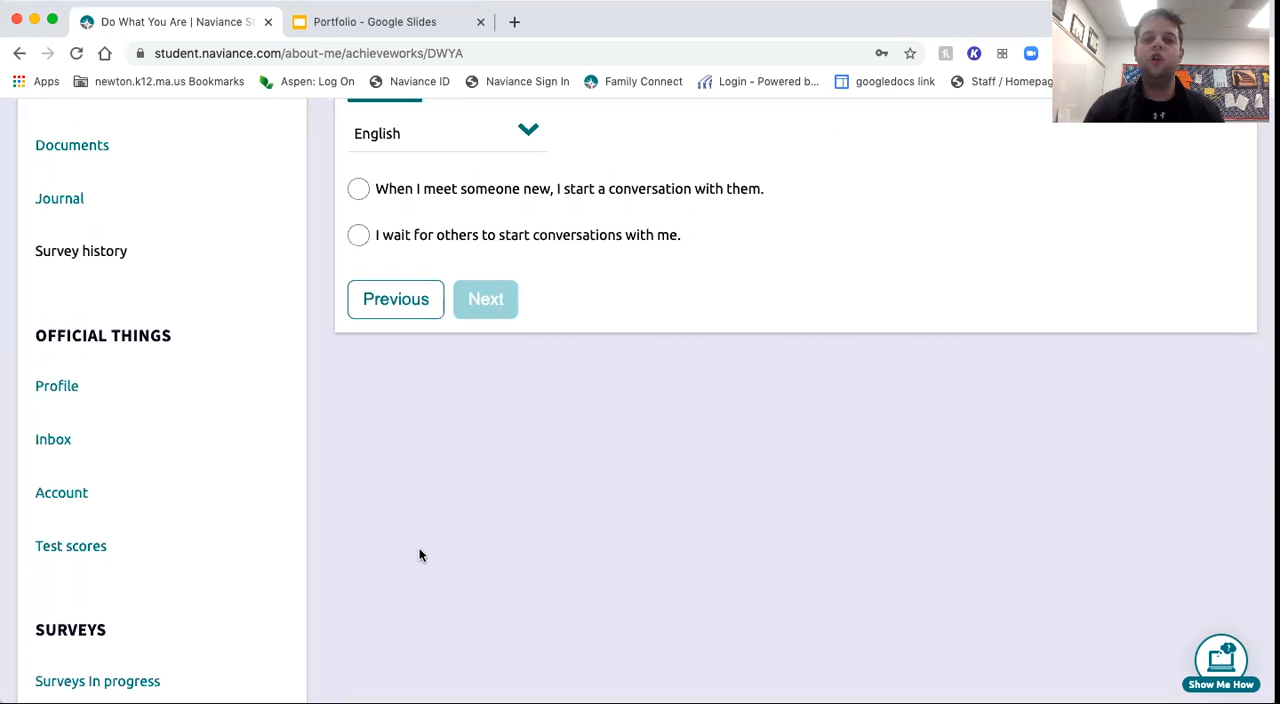 Do What You Are | Naviance St
Portfolio - Google Slides
student.naviance.com/about-me/achieveworks/DWYA
Apps
newton.k12.ma.us Bookmarks
Aspen: Log On
Naviance ID
Naviance Sign In
Family Connect
Login - Powered b...
googledocs link
Staff / Homepag
Documents
Journal
Survey history
OFFICIAL THINGS
Profile
Inbox
Account
Test scores
SURVEYS
Surveys In progress
English
When I meet someone new, I start a conversation with them.
I wait for others to start conversations with me.
Previous
Next
Show Me How